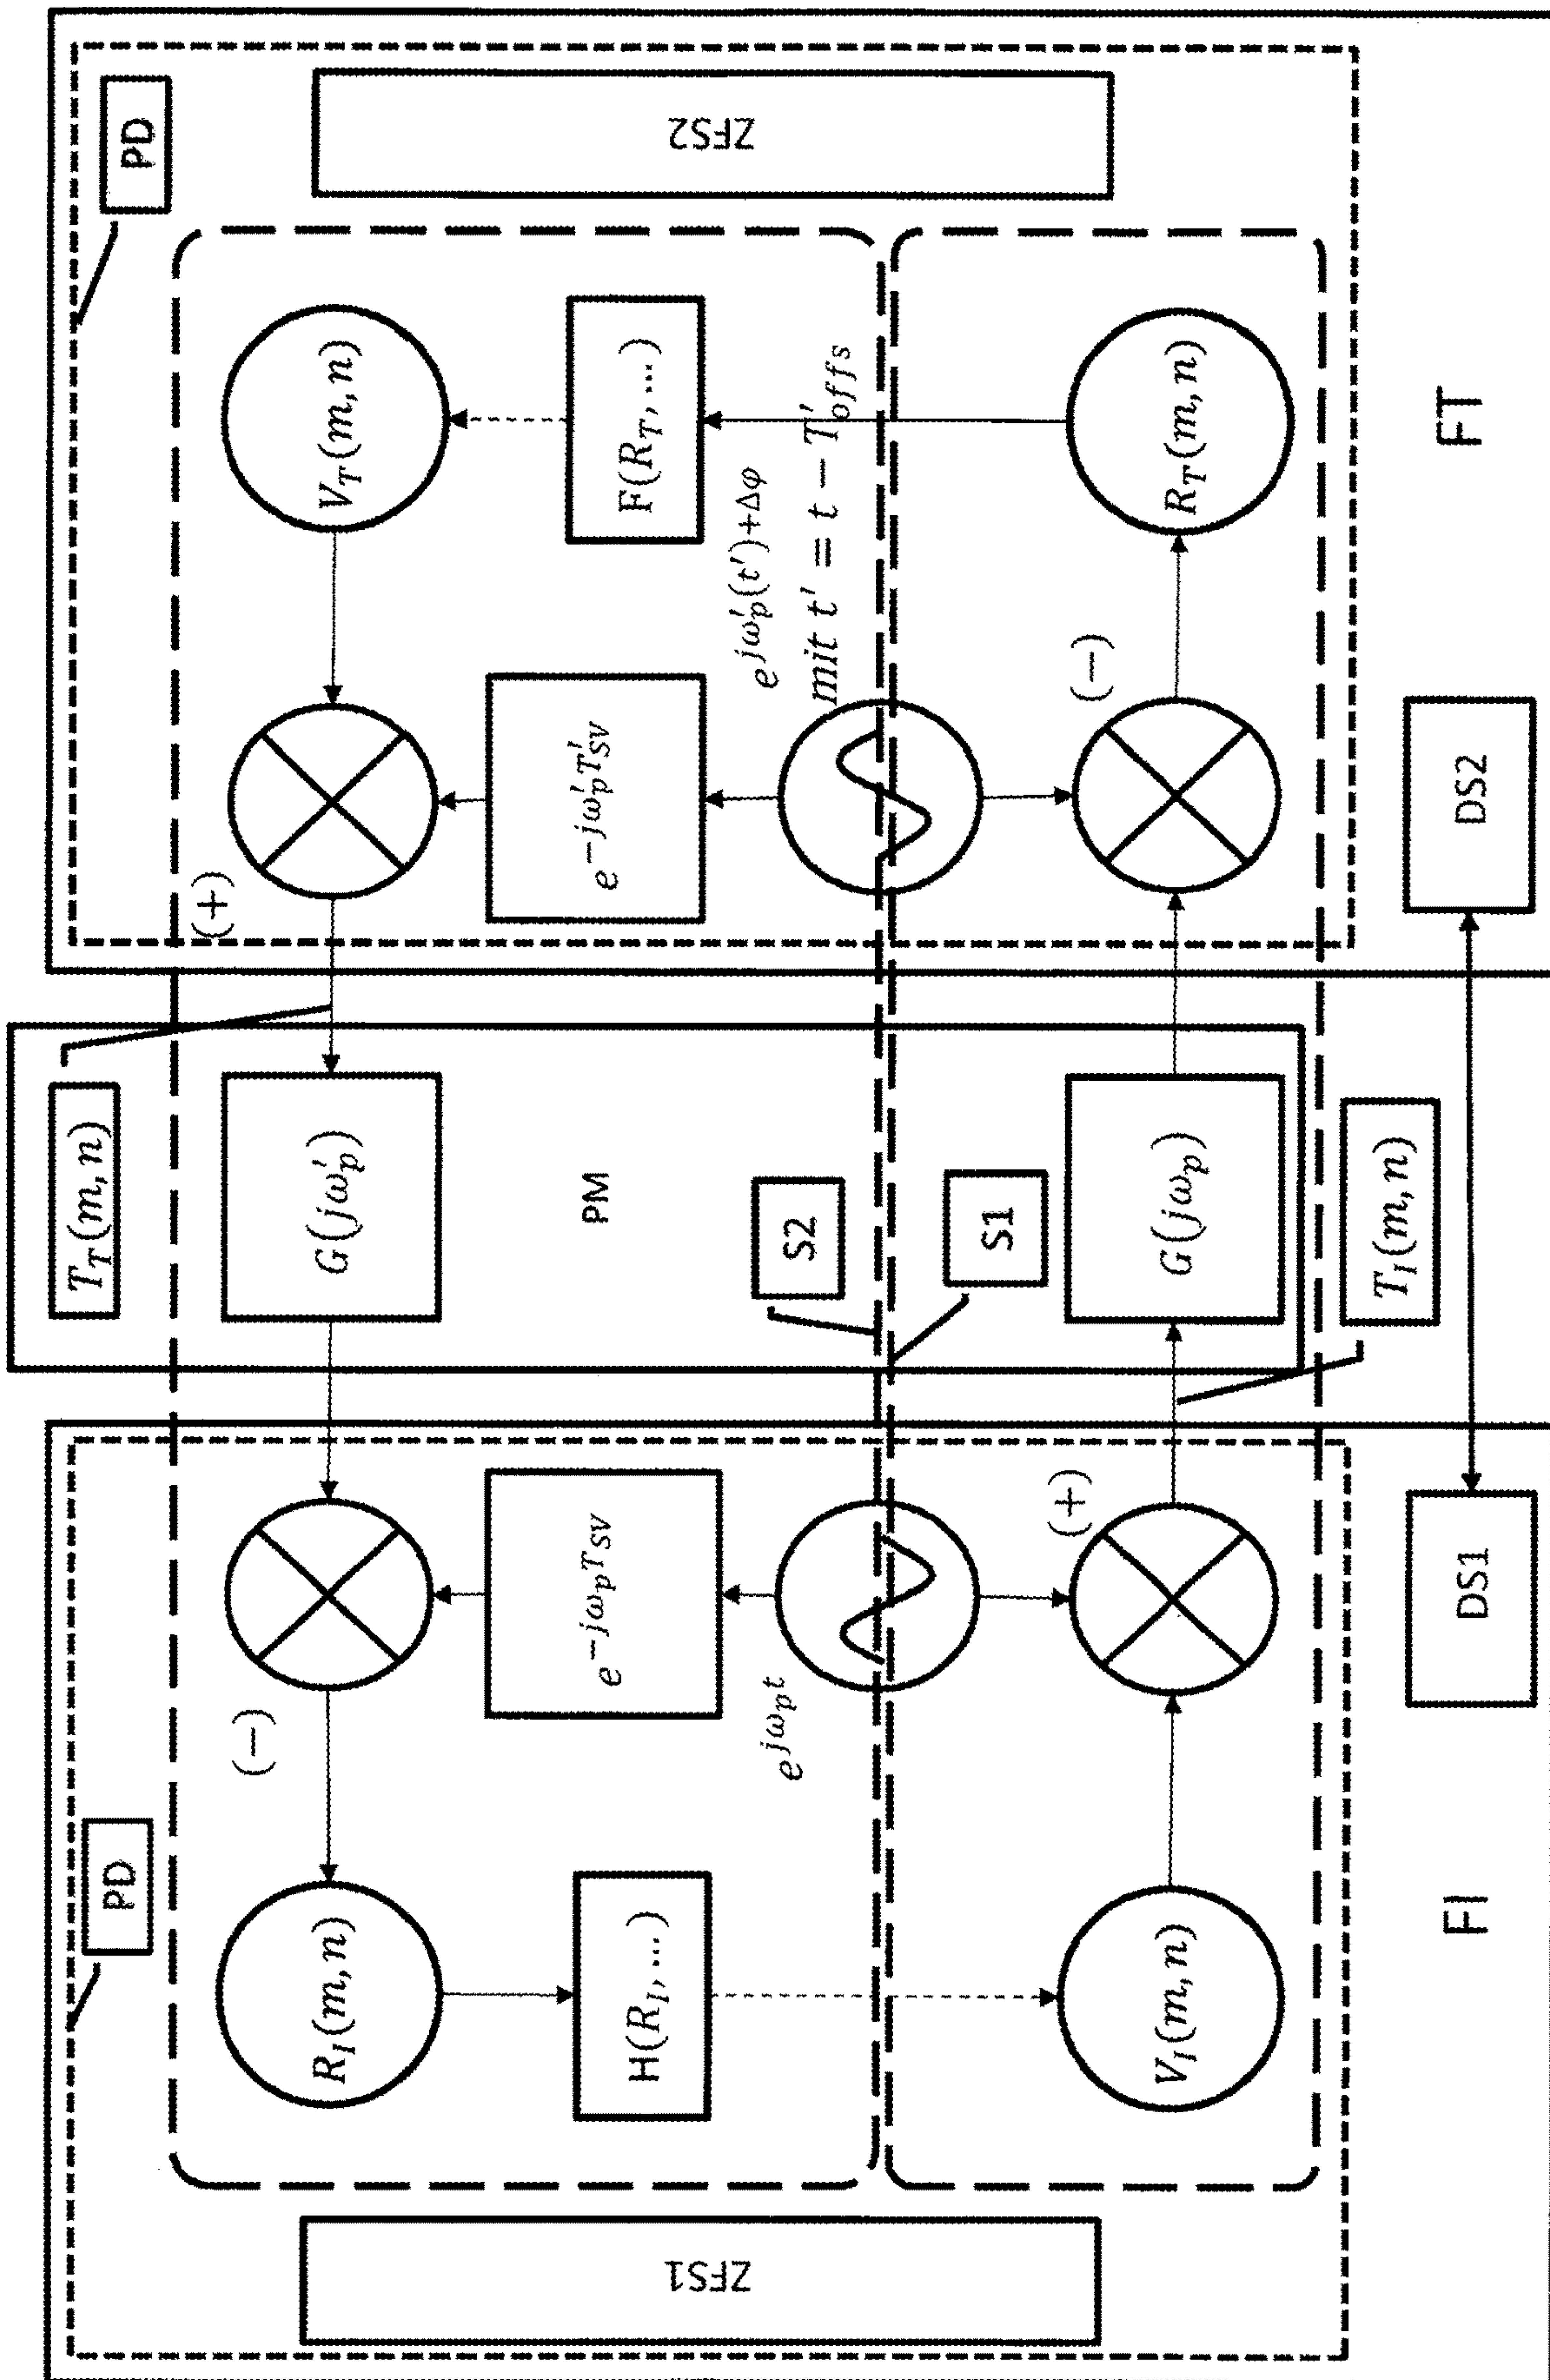 PD
ZFS2
V_T(m, n)
F(R_T, …)
R_T(m, n)
FT
(+)
e^{−jω′_p T′_{SV}}
e^{jω′_p(t′)+Δφ}
mit t′ = t − T′_{offs}
(−)
DS2
T_T(m, n)
G(jω′_p)
PM
S2
S1
G(jω_p)
T_I(m, n)
(−)
e^{−jω_p T_{SV}}
e^{jω_p t}
(+)
DS1
PD
R_I(m, n)
H(R_I, …)
V_I(m, n)
FI
ZFS1